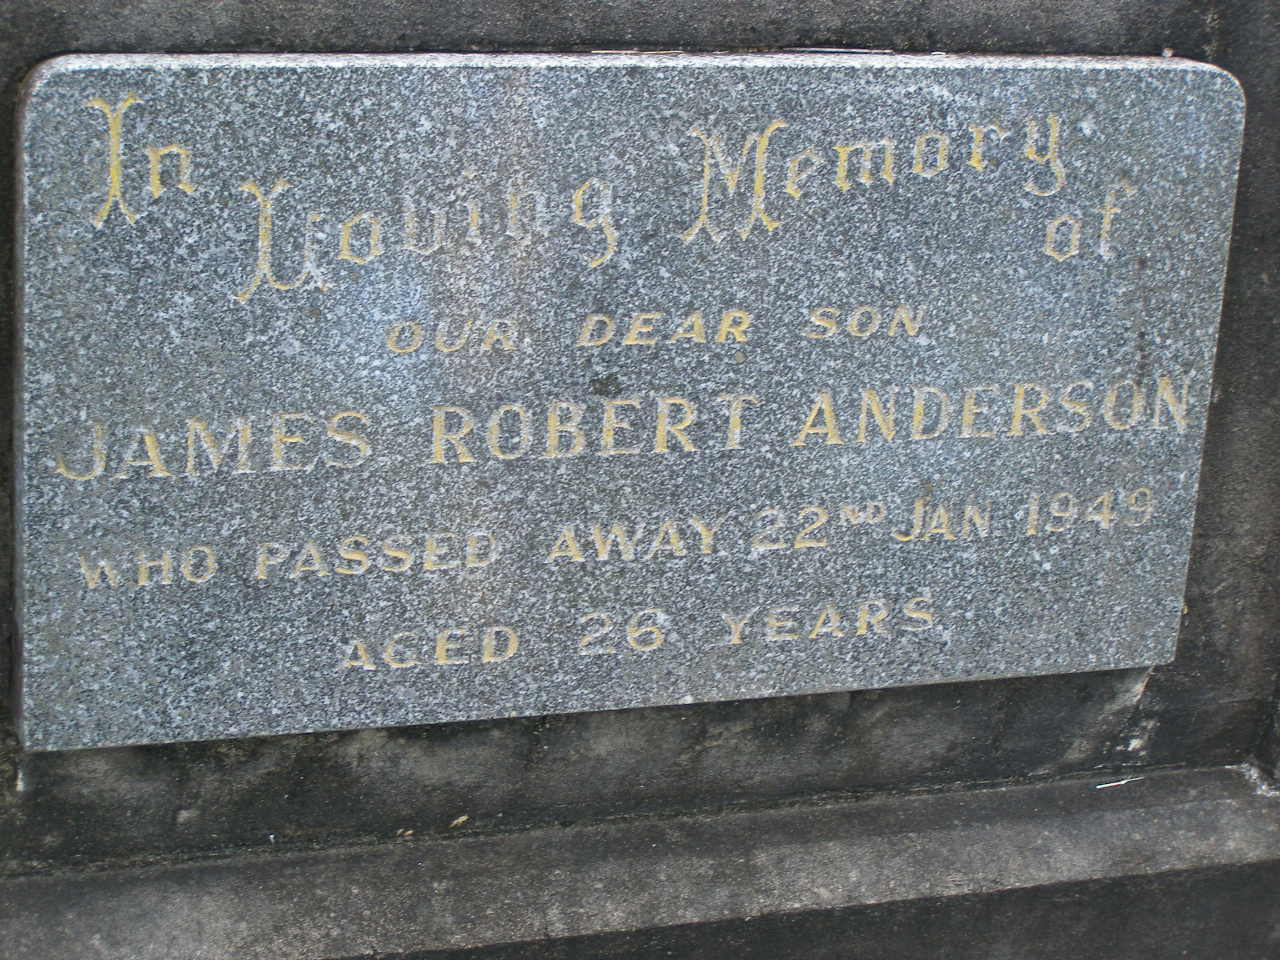 In Loving Memory of
OUR DEAR SON
JAMES ROBERT ANDERSON
WHO PASSED AWAY 22ND JAN 1949
AGED 26 YEARS